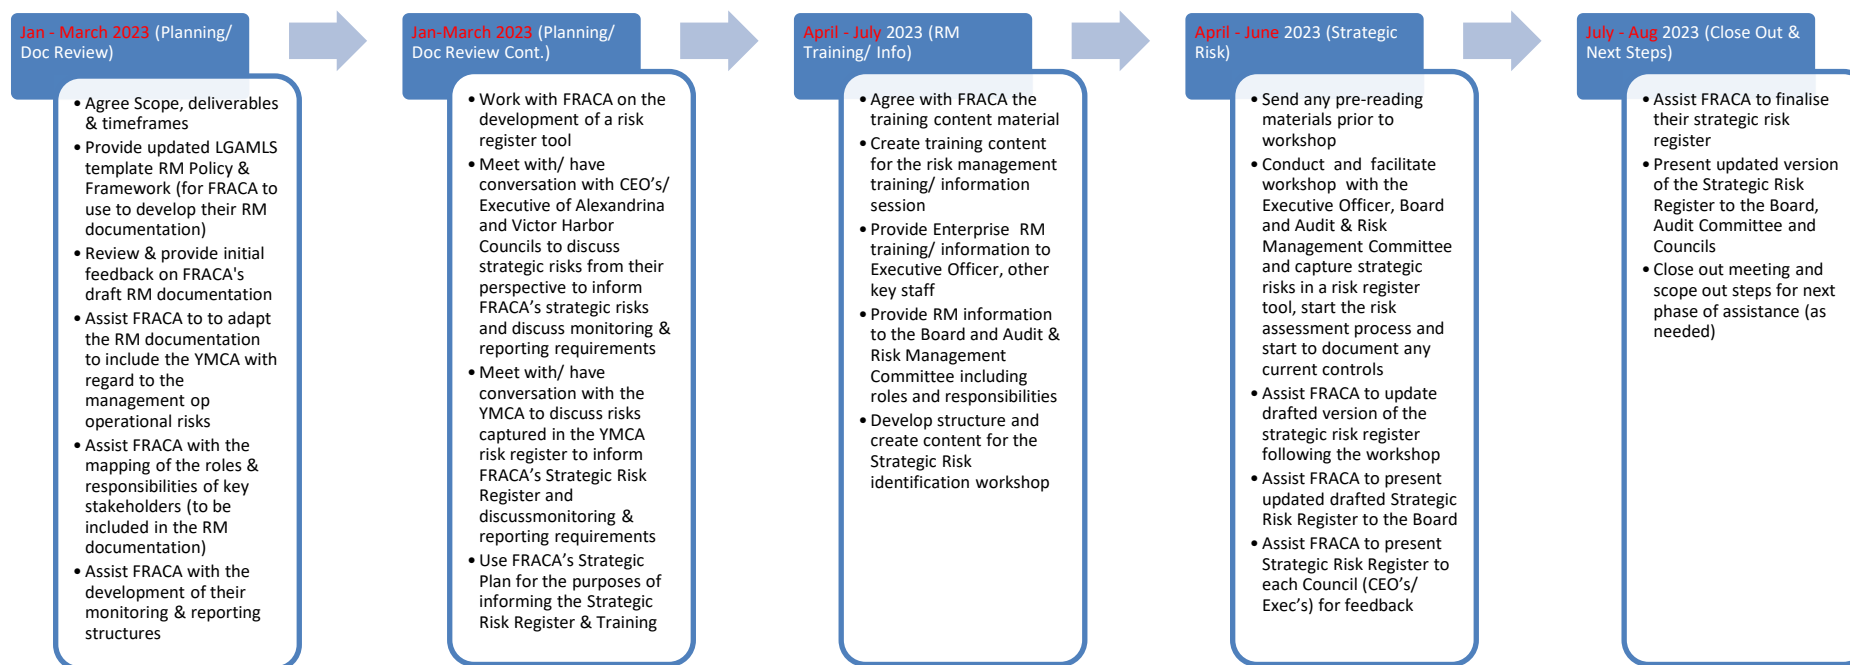 Jan - March 2023 (Planning/
Doc Review)
• Agree Scope, deliverables
& timeframes
• Provide updated LGAMLS
template RM Policy &
Framework (for FRACA to
use to develop their RM
documentation)
• Review & provide initial
feedback on FRACA's
draft RM documentation
• Assist FRACA to to adapt
the RM documentation
to include the YMCA with
regard to the
management op
operational risks
• Assist FRACA with the
mapping of the roles &
responsibilities of key
stakeholders (to be
included in the RM
documentation)
• Assist FRACA with the
development of their
monitoring & reporting
structures
Jan-March 2023 (Planning/
Doc Review Cont.)
• Work with FRACA on the
development of a risk
register tool
• Meet with/ have
conversation with CEO’s/
Executive of Alexandrina
and Victor Harbor
Councils to discuss
strategic risks from their
perspective to inform
FRACA’s strategic risks
and discuss monitoring &
reporting requirements
• Meet with/ have
conversation with the
YMCA to discuss risks
captured in the YMCA
risk register to inform
FRACA’s Strategic Risk
Register and
discussmonitoring &
reporting requirements
• Use FRACA’s Strategic
Plan for the purposes of
informing the Strategic
Risk Register & Training
April - July 2023 (RM
Training/ Info)
• Agree with FRACA the
training content material
• Create training content
for the risk management
training/ information
session
• Provide Enterprise RM
training/ information to
Executive Officer, other
key staff
• Provide RM information
to the Board and Audit &
Risk Management
Committee including
roles and responsibilities
• Develop structure and
create content for the
Strategic Risk
identification workshop
April - June 2023 (Strategic
Risk)
• Send any pre-reading
materials prior to
workshop
• Conduct and facilitate
workshop with the
Executive Officer, Board
and Audit & Risk
Management Committee
and capture strategic
risks in a risk register
tool, start the risk
assessment process and
start to document any
current controls
• Assist FRACA to update
drafted version of the
strategic risk register
following the workshop
• Assist FRACA to present
updated drafted Strategic
Risk Register to the Board
• Assist FRACA to present
Strategic Risk Register to
each Council (CEO’s/
Exec’s) for feedback
July - Aug 2023 (Close Out &
Next Steps)
• Assist FRACA to finalise
their strategic risk
register
• Present updated version
of the Strategic Risk
Register to the Board,
Audit Committee and
Councils
• Close out meeting and
scope out steps for next
phase of assistance (as
needed)